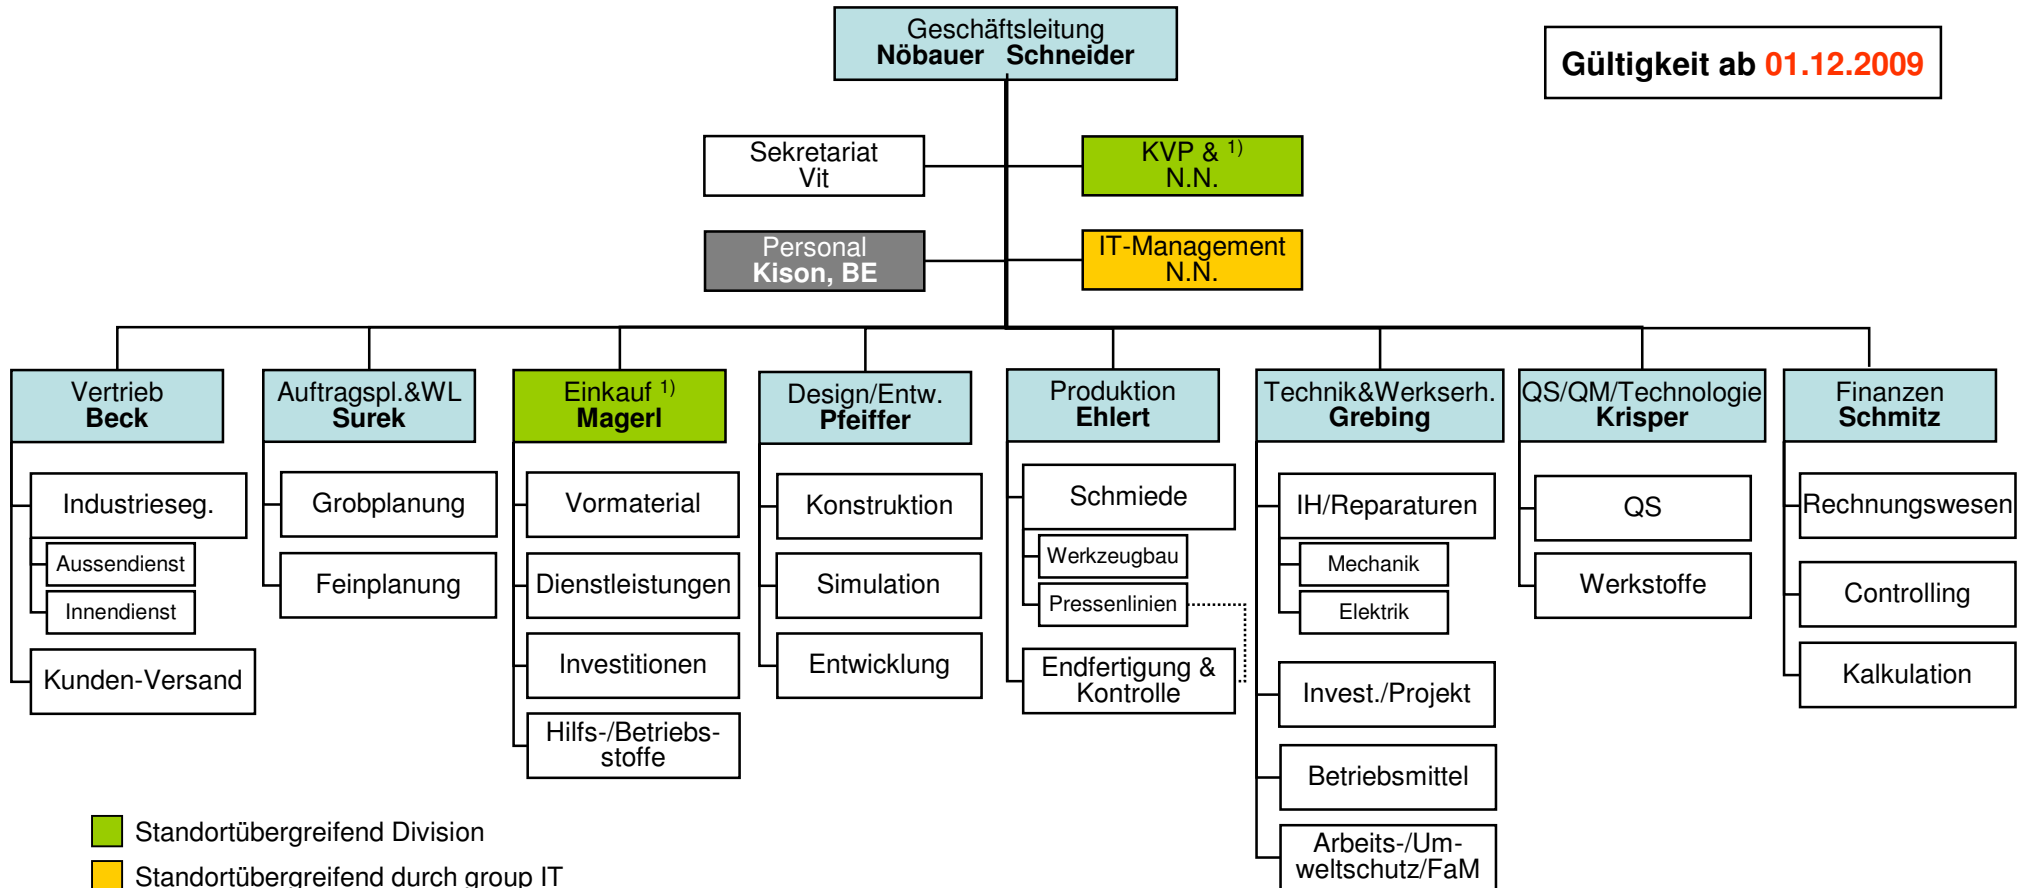 Geschäftsleitung
Nöbauer Schneider
Gültigkeit ab 01.12.2009
Sekretariat
Vit
KVP & 1)
N.N.
Personal
Kison, BE
IT-Management
N.N.
Vertrieb
Beck
Industrieseg.
Aussendienst
Innendienst
Kunden-Versand
Auftragspl.&WL
Surek
Grobplanung
Feinplanung
Einkauf 1)
Magerl
Vormaterial
Dienstleistungen
Investitionen
Hilfs-/Betriebs-
stoffe
Design/Entw.
Pfeiffer
Konstruktion
Simulation
Entwicklung
Produktion
Ehlert
Schmiede
Werkzeugbau
Pressenlinien
Endfertigung &
Kontrolle
Technik&Werkserh.
Grebing
IH/Reparaturen
Mechanik
Elektrik
Invest./Projekt
Betriebsmittel
Arbeits-/Um-
weltschutz/FaM
QS/QM/Technologie
Krisper
QS
Werkstoffe
Finanzen
Schmitz
Rechnungswesen
Controlling
Kalkulation
Standortübergreifend Division
Standortübergreifend durch group IT